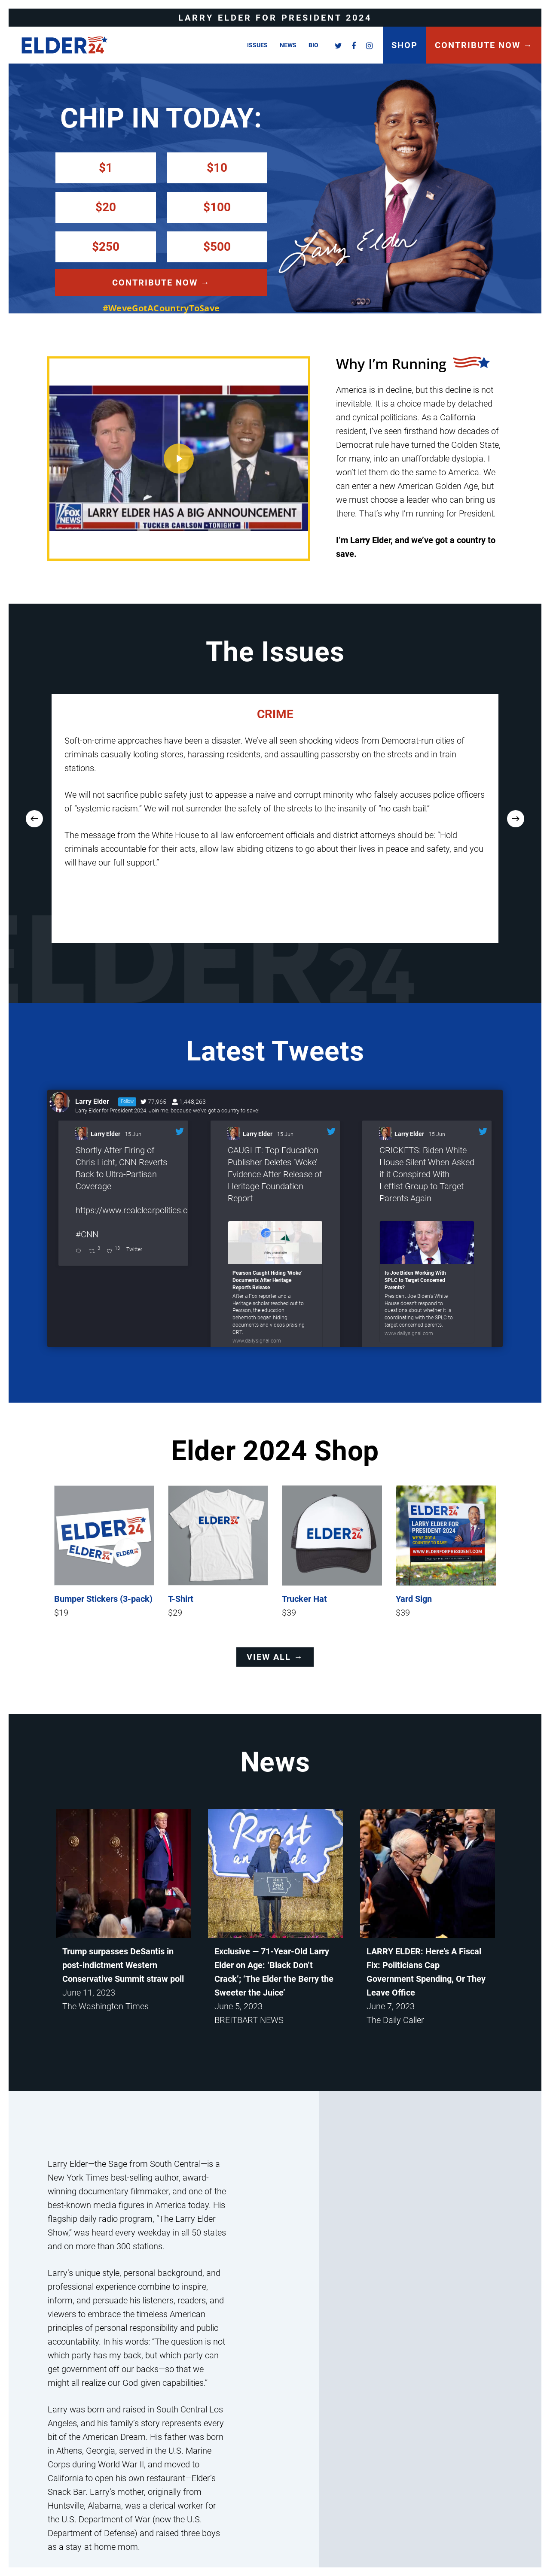 LARRY ELDER FOR PRESIDENT 2024
ELDER 24
ISSUES NEWS BIO
SHOP
CONTRIBUTE NOW →
CHIP IN TODAY:
$1 $10
$20 $100
$250 $500
CONTRIBUTE NOW →
#WeveGotACountryToSave
Larry Elder
FOX NEWS
LARRY ELDER HAS A BIG ANNOUNCEMENT
TUCKER CARLSON TONIGHT
Why I'm Running
America is in decline, but this decline is not
inevitable. It is a choice made by detached
and cynical politicians. As a California
resident, I've seen firsthand how decades of
Democrat rule have turned the Golden State,
for many, into an unaffordable dystopia. I
won't let them do the same to America. We
can enter a new American Golden Age, but
we must choose a leader who can bring us
there. That's why I'm running for President.
I'm Larry Elder, and we've got a country to
save.
The Issues
CRIME
Soft-on-crime approaches have been a disaster. We've all seen shocking videos from Democrat-run cities of
criminals casually looting stores, harassing residents, and assaulting passersby on the streets and in train
stations.
We will not sacrifice public safety just to appease a naive and corrupt minority who falsely accuses police officers
of "systemic racism." We will not surrender the safety of the streets to the insanity of "no cash bail."
The message from the White House to all law enforcement officials and district attorneys should be: "Hold
criminals accountable for their acts, allow law-abiding citizens to go about their lives in peace and safety, and you
will have our full support."
ELDER24
Latest Tweets
Larry Elder Follow 77,965 1,448,263
Larry Elder for President 2024. Join me, because we've got a country to save!
Larry Elder 15 Jun
Shortly After Firing of
Chris Licht, CNN Reverts
Back to Ultra-Partisan
Coverage
https://www.realclearpolitics.c
#CNN
Twitter
Larry Elder 15 Jun
CAUGHT: Top Education
Publisher Deletes 'Woke'
Evidence After Release of
Heritage Foundation
Report
Pearson Caught Hiding 'Woke'
Documents After Heritage
Report's Release
After a Fox reporter and a
Heritage scholar reached out to
Pearson, the education
behemoth began hiding
documents and videos praising
CRT.
www.dailysignal.com
Larry Elder 15 Jun
CRICKETS: Biden White
House Silent When Asked
if it Conspired With
Leftist Group to Target
Parents Again
Is Joe Biden Working With
SPLC to Target Concerned
Parents?
President Joe Biden's White
House doesn't respond to
questions about whether it is
coordinating with the SPLC to
target concerned parents.
www.dailysignal.com
Elder 2024 Shop
ELDER24
ELDER24
ELDER24
ELDER24
ELDER24
ELDER24
LARRY ELDER FOR
PRESIDENT 2024
WE'VE GOT A
COUNTRY TO SAVE!
WWW.ELDERFORPRESIDENT.COM
Bumper Stickers (3-pack) T-Shirt Trucker Hat Yard Sign
$19 $29 $39 $39
VIEW ALL →
News
Roast
and Ride
Trump surpasses DeSantis in
post-indictment Western
Conservative Summit straw poll
June 11, 2023
The Washington Times
Exclusive — 71-Year-Old Larry
Elder on Age: 'Black Don't
Crack'; 'The Elder the Berry the
Sweeter the Juice'
June 5, 2023
BREITBART NEWS
LARRY ELDER: Here's A Fiscal
Fix: Politicians Cap
Government Spending, Or They
Leave Office
June 7, 2023
The Daily Caller
Larry Elder—the Sage from South Central—is a
New York Times best-selling author, award-
winning documentary filmmaker, and one of the
best-known media figures in America today. His
flagship daily radio program, "The Larry Elder
Show," was heard every weekday in all 50 states
and on more than 300 stations.
Larry's unique style, personal background, and
professional experience combine to inspire,
inform, and persuade his listeners, readers, and
viewers to embrace the timeless American
principles of personal responsibility and public
accountability. In his words: "The question is not
which party has my back, but which party can
get government off our backs—so that we
might all realize our God-given capabilities."
Larry was born and raised in South Central Los
Angeles, and his family's story represents every
bit of the American Dream. His father was born
in Athens, Georgia, served in the U.S. Marine
Corps during World War II, and moved to
California to open his own restaurant—Elder's
Snack Bar. Larry's mother, originally from
Huntsville, Alabama, was a clerical worker for
the U.S. Department of War (now the U.S.
Department of Defense) and raised three boys
as a stay-at-home mom.